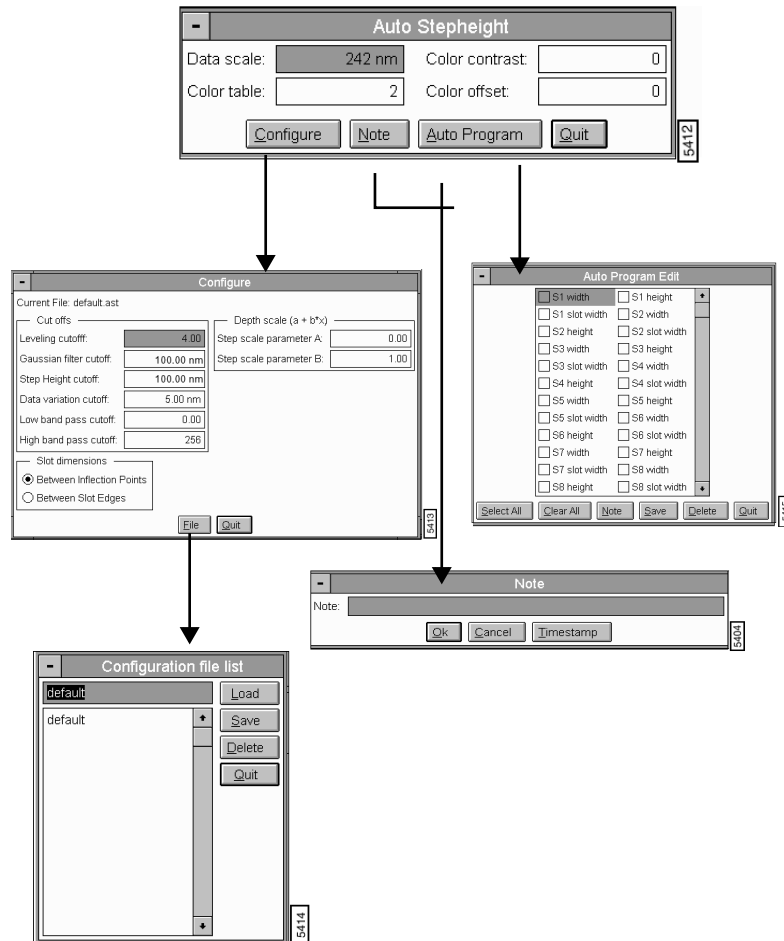 Auto Stepheight
Data scale: 242 nm Color contrast: 0
Color table: 2 Color offset: 0
Configure Note Auto Program Quit
5412
Configure
Current File: default.ast
Cut offs
Leveling cutofff: 4.00
Gaussian filter cutoff: 100.00 nm
Step Height cutoff: 100.00 nm
Data variation cutoff: 5.00 nm
Low band pass cutoff: 0.00
High band pass cutoff: 256
Depth scale (a + b*x)
Step scale parameter A: 0.00
Step scale parameter B: 1.00
Slot dimensions
Between Inflection Points
Between Slot Edges
File Quit
5413
Auto Program Edit
S1 width S1 height
S1 slot width S2 width
S2 height S2 slot width
S3 width S3 height
S3 slot width S4 width
S4 height S4 slot width
S5 width S5 height
S5 slot width S6 width
S6 height S6 slot width
S7 width S7 height
S7 slot width S8 width
S8 height S8 slot width
Select All Clear All Note Save Delete Quit
Note
Note:
Ok Cancel Timestamp
5404
Configuration file list
default Load
default Save
Delete
Quit
5414